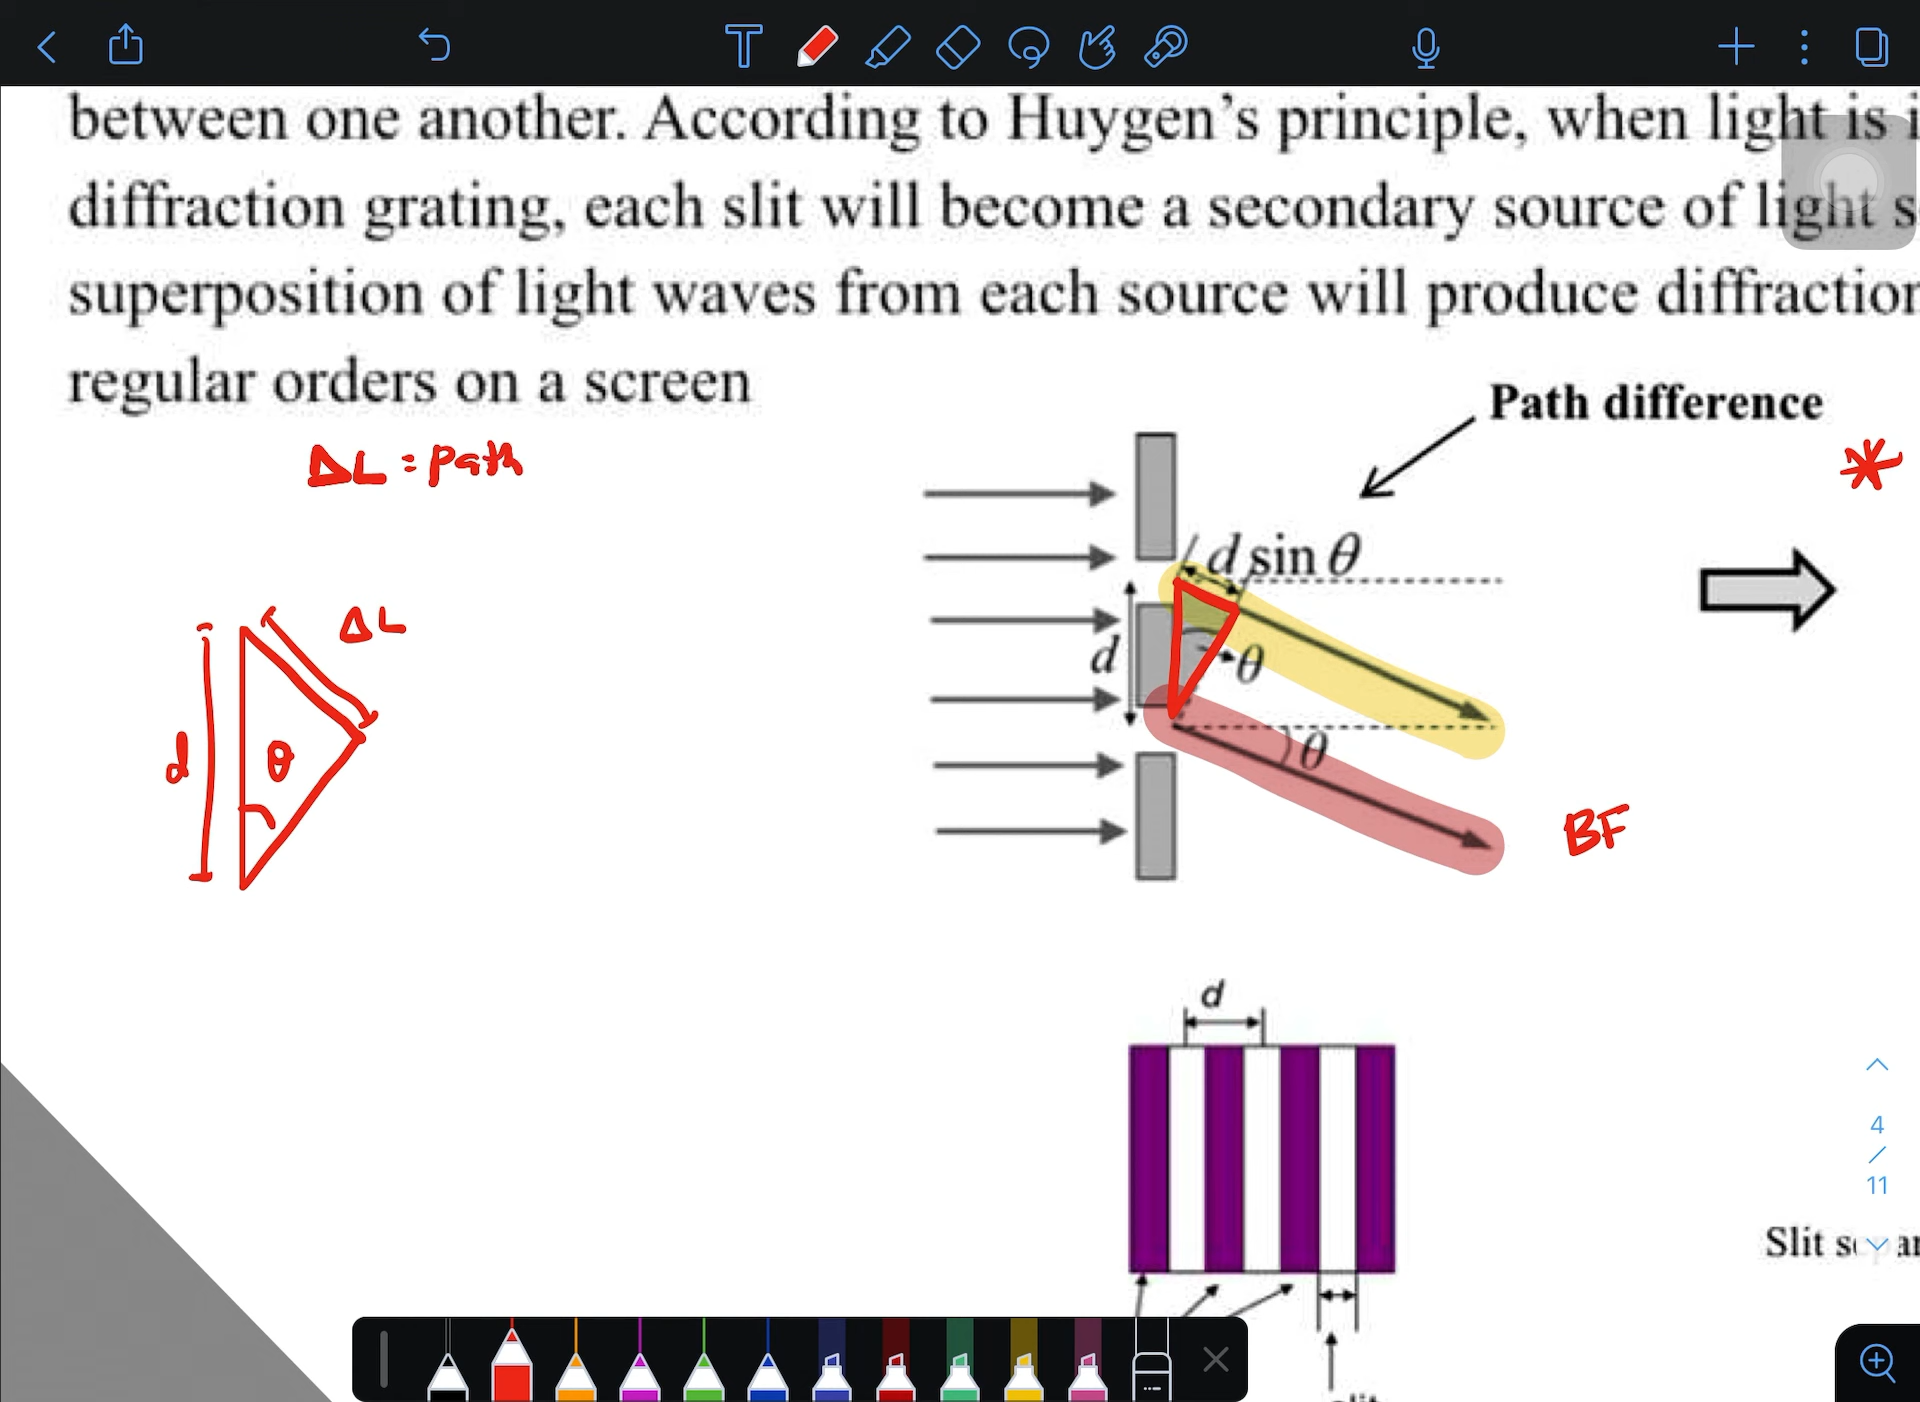 between one another. According to Huygen's principle, when light is i
diffraction grating, each slit will become a secondary source of light s
superposition of light waves from each source will produce diffraction
regular orders on a screen
ΔL = path
Path difference
*
d sin θ
ΔL
d
θ
d
θ
θ
BF
d
4
/
11
Slit